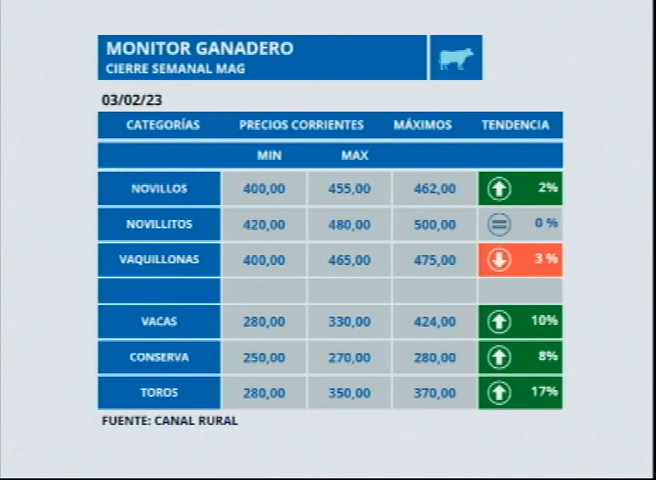 MONITOR GANADERO
CIERRE SEMANAL MAG
03/02/23
CATEGORÍAS PRECIOS CORRIENTES MÁXIMOS TENDENCIA
MIN MAX
NOVILLOS 400,00 455,00 462,00 2%
NOVILLITOS 420,00 480,00 500,00 0 %
VAQUILLONAS 400,00 465,00 475,00 3 %
VACAS 280,00 330,00 424,00 10%
CONSERVA 250,00 270,00 280,00 8%
TOROS 280,00 350,00 370,00 17%
FUENTE: CANAL RURAL